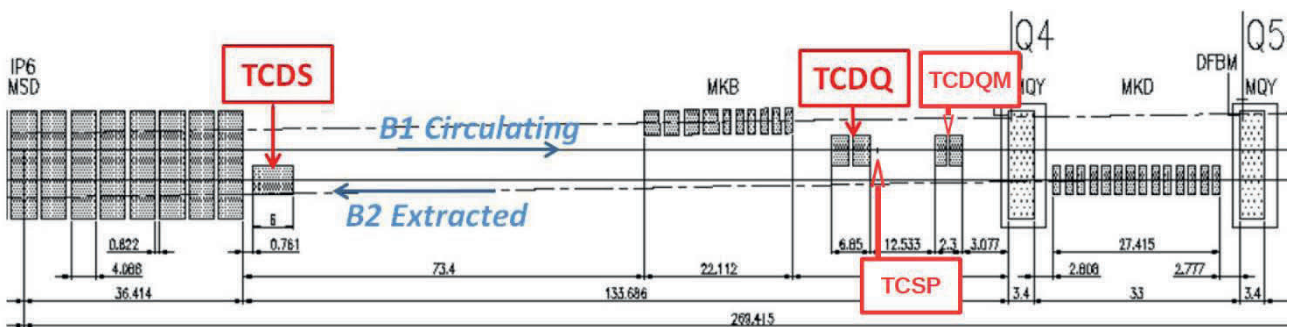 IP6
MSD
TCDS
B1 Circulating
B2 Extracted
MKB
TCDQ
TCDQM
Q4
MQY
MKD
DFBM
Q5
MQY
6
0.822
0.761
4.086
36.414
73.4
22.112
133.686
6.85
12.533
2.3
3.077
TCSP
3.4
2.808
27.415
2.777
33
3.4
269.415